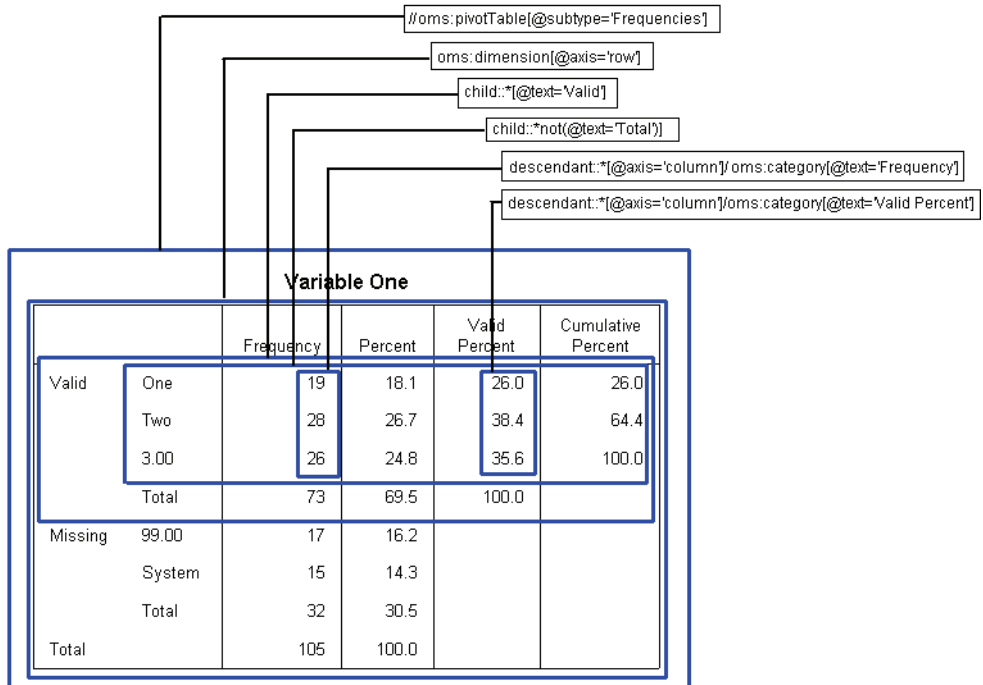 //oms:pivotTable[@subtype='Frequencies']
oms:dimension[@axis='row']
child::*[@text='Valid']
child::*not(@text='Total')]
descendant::*[@axis='column']/ oms:category[@text='Frequency']
descendant::*[@axis='column']/oms:category[@text='Valid Percent']
Variable One
Frequency Percent Valid Percent Cumulative Percent
Valid One 19 18.1 26.0 26.0
Two 28 26.7 38.4 64.4
3.00 26 24.8 35.6 100.0
Total 73 69.5 100.0
Missing 99.00 17 16.2
System 15 14.3
Total 32 30.5
Total 105 100.0